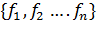 {f₁, f₂ ....fₙ}